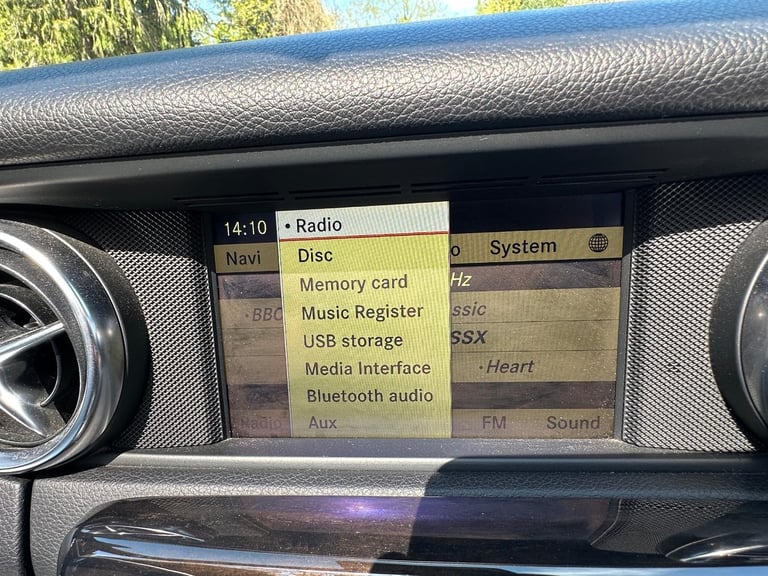 14:10 • Radio
Navi Disc o System
Memory card Hz
•BBC Music Register ssic
USB storage SSX
Media Interface •Heart
Bluetooth audio
Radio Aux FM Sound